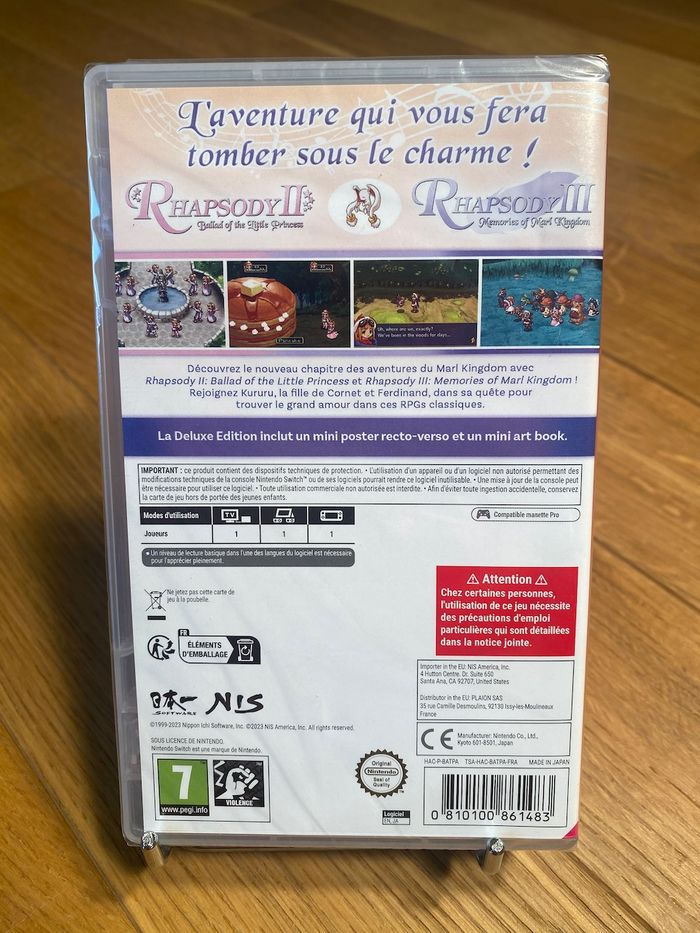 L'aventure qui vous fera
tomber sous le charme !
RHAPSODY II
Ballad of the Little Princess
RHAPSODY III
Memories of Marl Kingdom
Pancake
Uh, where are we, exactly?
We've been in the woods for days...
Découvrez le nouveau chapitre des aventures du Marl Kingdom avec
Rhapsody II: Ballad of the Little Princess et Rhapsody III: Memories of Marl Kingdom !
Rejoignez Kururu, la fille de Cornet et Ferdinand, dans sa quête pour
trouver le grand amour dans ces RPGs classiques.
La Deluxe Edition inclut un mini poster recto-verso et un mini art book.
IMPORTANT : ce produit contient des dispositifs techniques de protection. • L'utilisation d'un appareil ou d'un logiciel non autorisé permettant des
modifications techniques de la console Nintendo Switch™ ou de ses logiciels pourrait rendre ce logiciel inutilisable. • Une mise à jour de la console peut
être nécessaire pour utiliser ce logiciel. • Toute utilisation commerciale non autorisée est interdite. • Afin d'éviter toute ingestion accidentelle, conservez
la carte de jeu hors de portée des jeunes enfants.
Modes d'utilisation TV
Joueurs 1 1 1
Compatible manette Pro
• Un niveau de lecture basique dans l'une des langues du logiciel est nécessaire
pour l'apprécier pleinement.
Ne jetez pas cette carte de
jeu à la poubelle.
FR
ÉLÉMENTS
D'EMBALLAGE
⚠ Attention ⚠
Chez certaines personnes,
l'utilisation de ce jeu nécessite
des précautions d'emploi
particulières qui sont détaillées
dans la notice jointe.
Importer in the EU: NIS America, Inc.
4 Hutton Centre. Dr. Suite 650
Santa Ana, CA 92707, United States
Distributor in the EU: PLAION SAS
35 rue Camille Desmoulins, 92130 Issy-les-Moulineaux
France
日本一
SOFTWARE
NIS
©1999-2023 Nippon Ichi Software, Inc. ©2023 NIS America, Inc. All rights reserved.
SOUS LICENCE DE NINTENDO.
Nintendo Switch est une marque de Nintendo.
CE
Manufacturer: Nintendo Co., Ltd.,
Kyoto 601-8501, Japan
HAC-P-BATPA TSA-HAC-BATPA-FRA MADE IN JAPAN
7
www.pegi.info
VIOLENCE
Original
Nintendo
Seal of
Quality
Logiciel
EN, JA
0 810100 861483